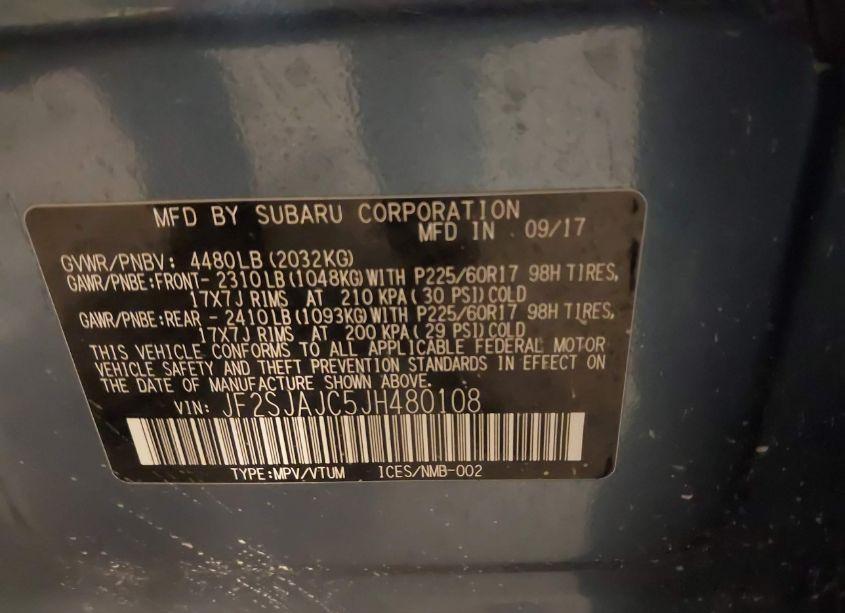 MFD BY SUBARU CORPORATION
MFD IN 09/17
GVWR/PNBV: 4480LB (2032KG)
GAWR/PNBE:FRONT- 2310LB (1048KG) WITH P225/60R17 98H TIRES,
17X7J RIMS AT 210 KPA (30 PSI) COLD
GAWR/PNBE:REAR - 2410LB (1093KG) WITH P225/60R17 98H TIRES,
17X7J RIMS AT 200 KPA (29 PSI) COLD
THIS VEHICLE CONFORMS TO ALL APPLICABLE FEDERAL MOTOR
VEHICLE SAFETY AND THEFT PREVENTION STANDARDS IN EFFECT ON
THE DATE OF MANUFACTURE SHOWN ABOVE.
VIN: JF2SJAJC5JH480108
TYPE:MPV/VTUM ICES/NMB-002